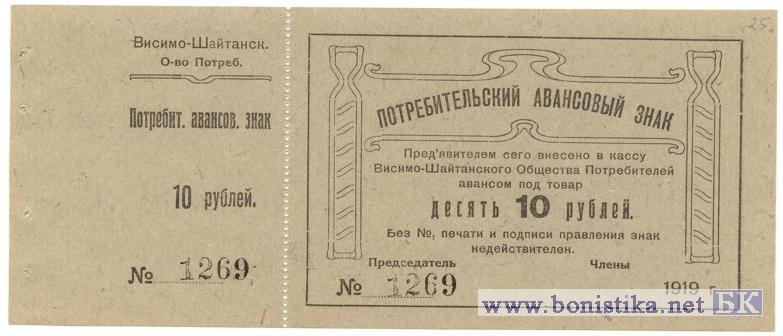 Висимо-Шайтанск.
О-во Потреб.
Потребит. авансов. знак
10 рублей.
№ 1269
25.
ПОТРЕБИТЕЛЬСКИЙ АВАНСОВЫЙ ЗНАК
Пред'явителем сего внесено в кассу
Висимо-Шайтанского Общества Потребителей
авансом под товар
десять 10 рублей.
Без №, печати и подписи правления знак
недействителен.
Председатель Члены
№ 1269 1919 г.
www.bonistika.net БК